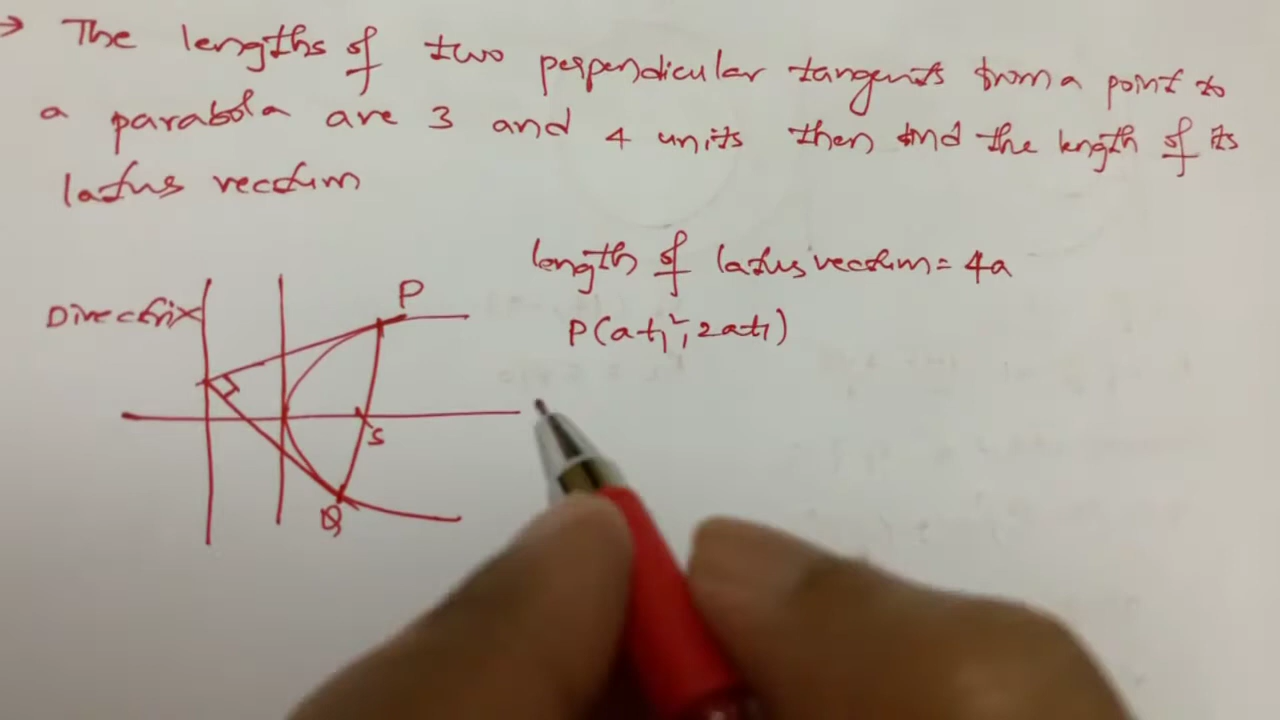 → The lengths of two perpendicular tangents from a point to
a parabola are 3 and 4 units then find the length of its
latus rectum
length of latus rectum = 4a
Directrix
P
P(at₁², 2at₁)
S
Q